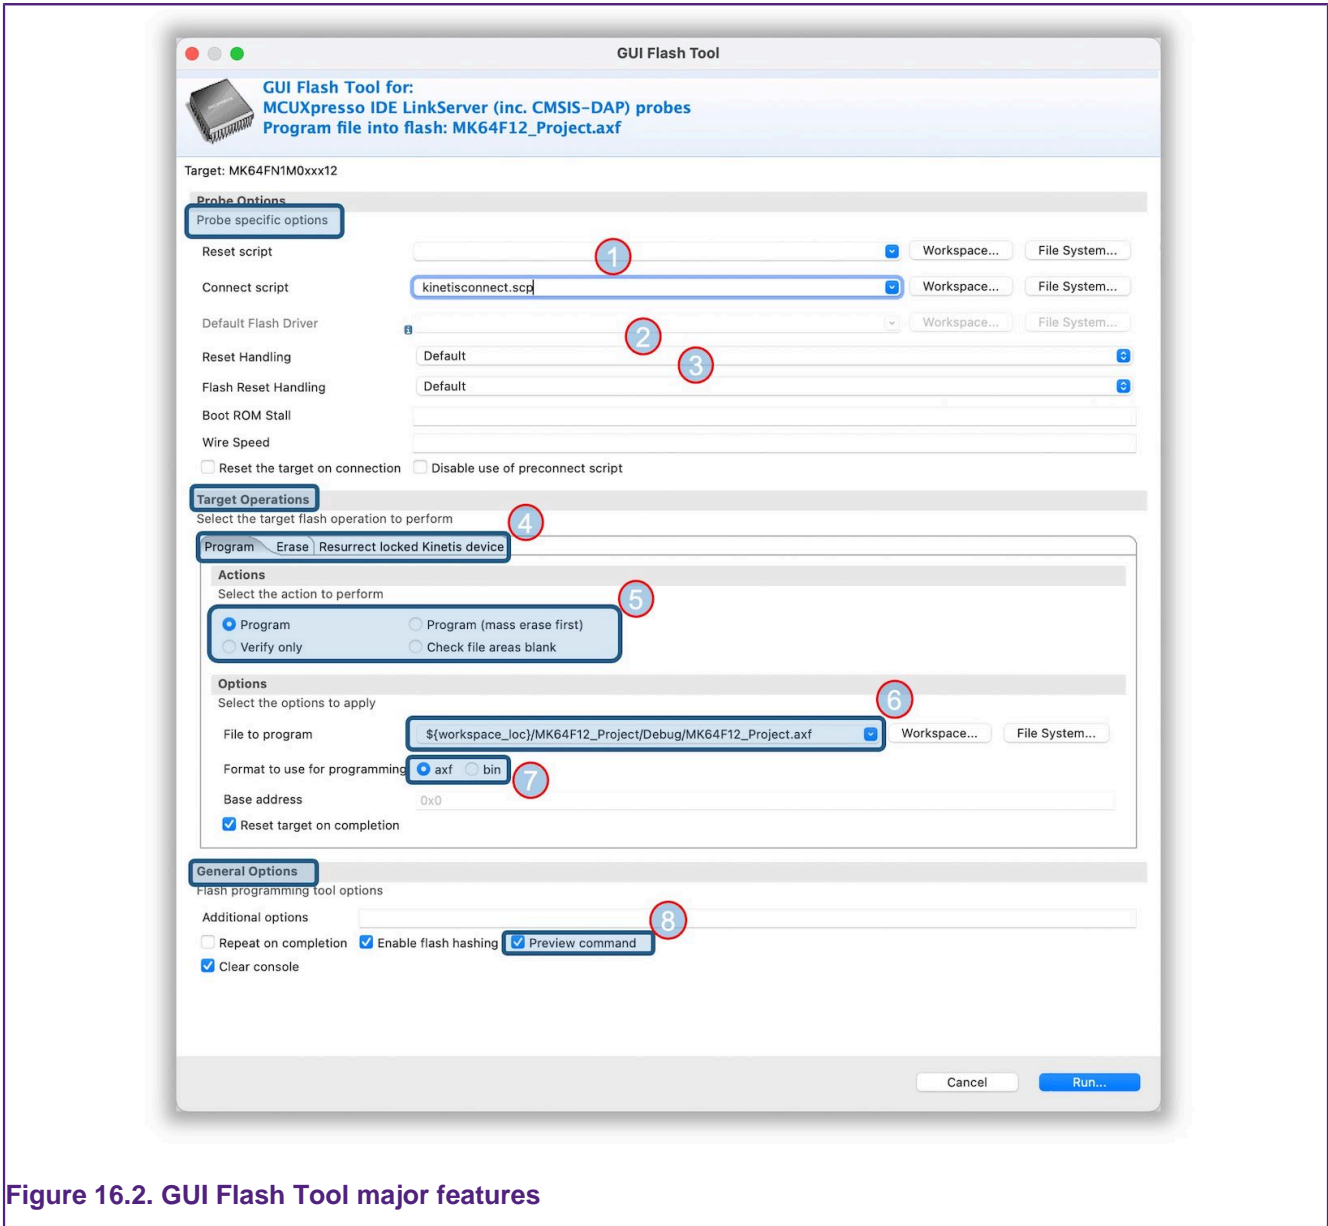 GUI Flash Tool
GUI Flash Tool for:
MCUXpresso IDE LinkServer (inc. CMSIS-DAP) probes
Program file into flash: MK64F12_Project.axf
Target: MK64FN1M0xxx12
Probe Options
Probe specific options
Reset script 1 Workspace... File System...
Connect script kinetisconnect.scp Workspace... File System...
Default Flash Driver 2 Workspace... File System...
Reset Handling Default 3
Flash Reset Handling Default
Boot ROM Stall
Wire Speed
Reset the target on connection Disable use of preconnect script
Target Operations
Select the target flash operation to perform 4
Program Erase Resurrect locked Kinetis device
Actions
Select the action to perform 5
Program Program (mass erase first)
Verify only Check file areas blank
Options
Select the options to apply 6
File to program ${workspace_loc}/MK64F12_Project/Debug/MK64F12_Project.axf Workspace... File System...
Format to use for programming axf bin 7
Base address 0x0
Reset target on completion
General Options
Flash programming tool options
Additional options 8
Repeat on completion Enable flash hashing Preview command
Clear console
Cancel Run...
Figure 16.2. GUI Flash Tool major features